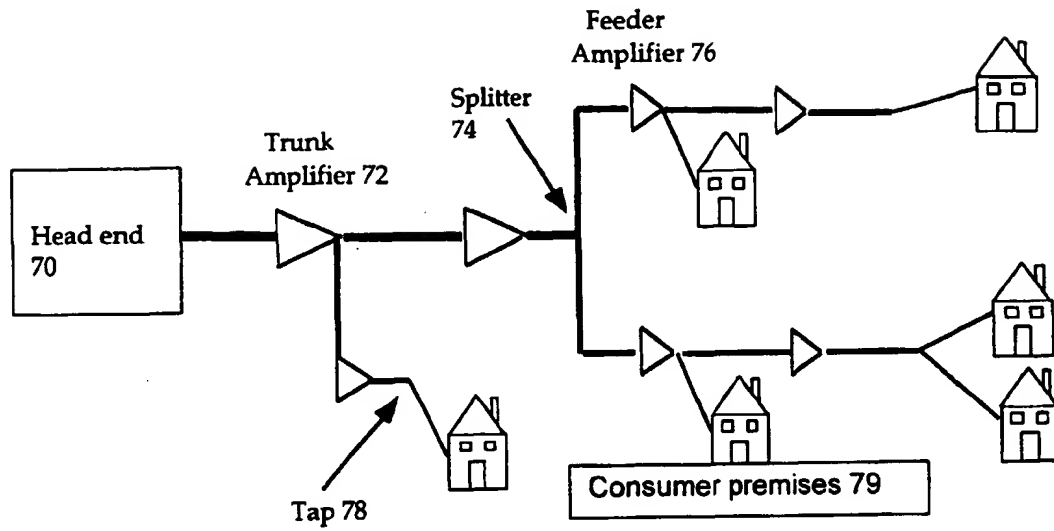 Feeder
Amplifier 76
Splitter
74
Trunk
Amplifier 72
Head end
70
Tap 78
Consumer premises 79